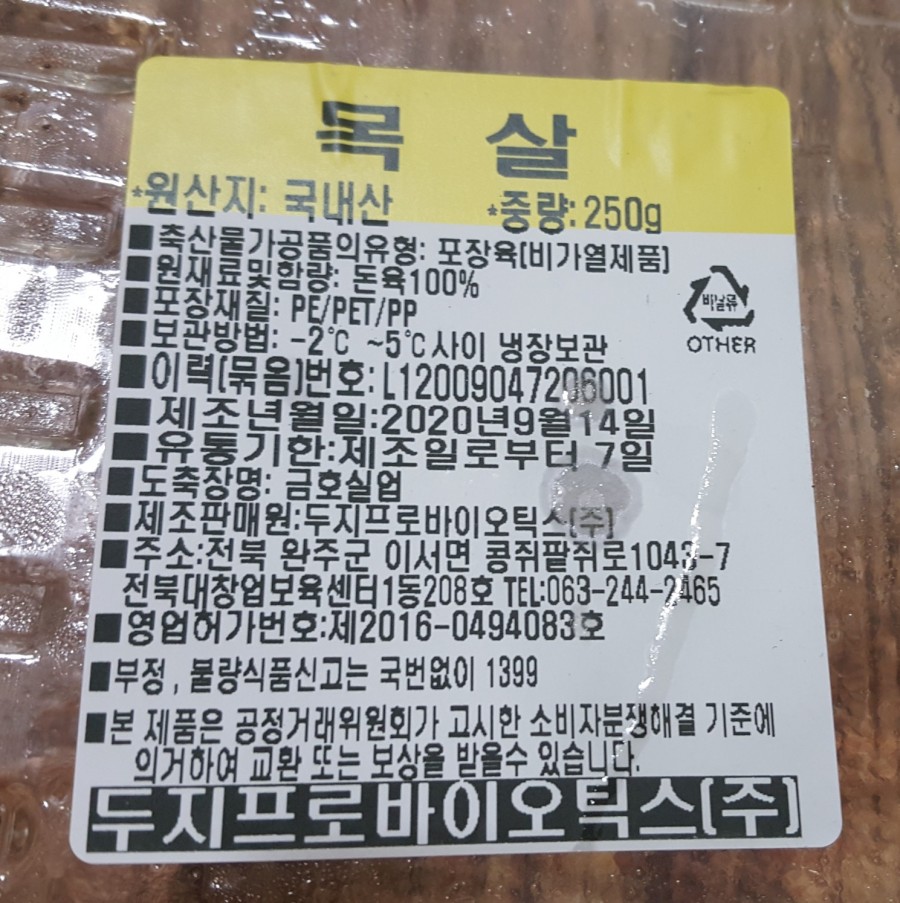 목 살
*원산지: 국내산 *중량: 250g
■축산물가공품의유형: 포장육[비가열제품]
■원재료및함량: 돈육100%
■포장재질: PE/PET/PP
■보관방법: -2℃ ~5℃사이 냉장보관
비닐류
OTHER
■이력[묶음]번호:L12009047206001
■제조년월일:2020년9월14일
■유통기한:제조일로부터 7일
■도축장명: 금호실업
■제조판매원:두지프로바이오틱스[주]
■주소:전북 완주군 이서면 콩쥐팥쥐로1043-7
전북대창업보육센터1동208호 TEL:063-244-2465
■영업허가번호:제2016-0494083호
■부정, 불량식품신고는 국번없이 1399
■본 제품은 공정거래위원회가 고시한 소비자분쟁해결 기준에
의거하여 교환 또는 보상을 받을수 있습니다.
두지프로바이오틱스[주]